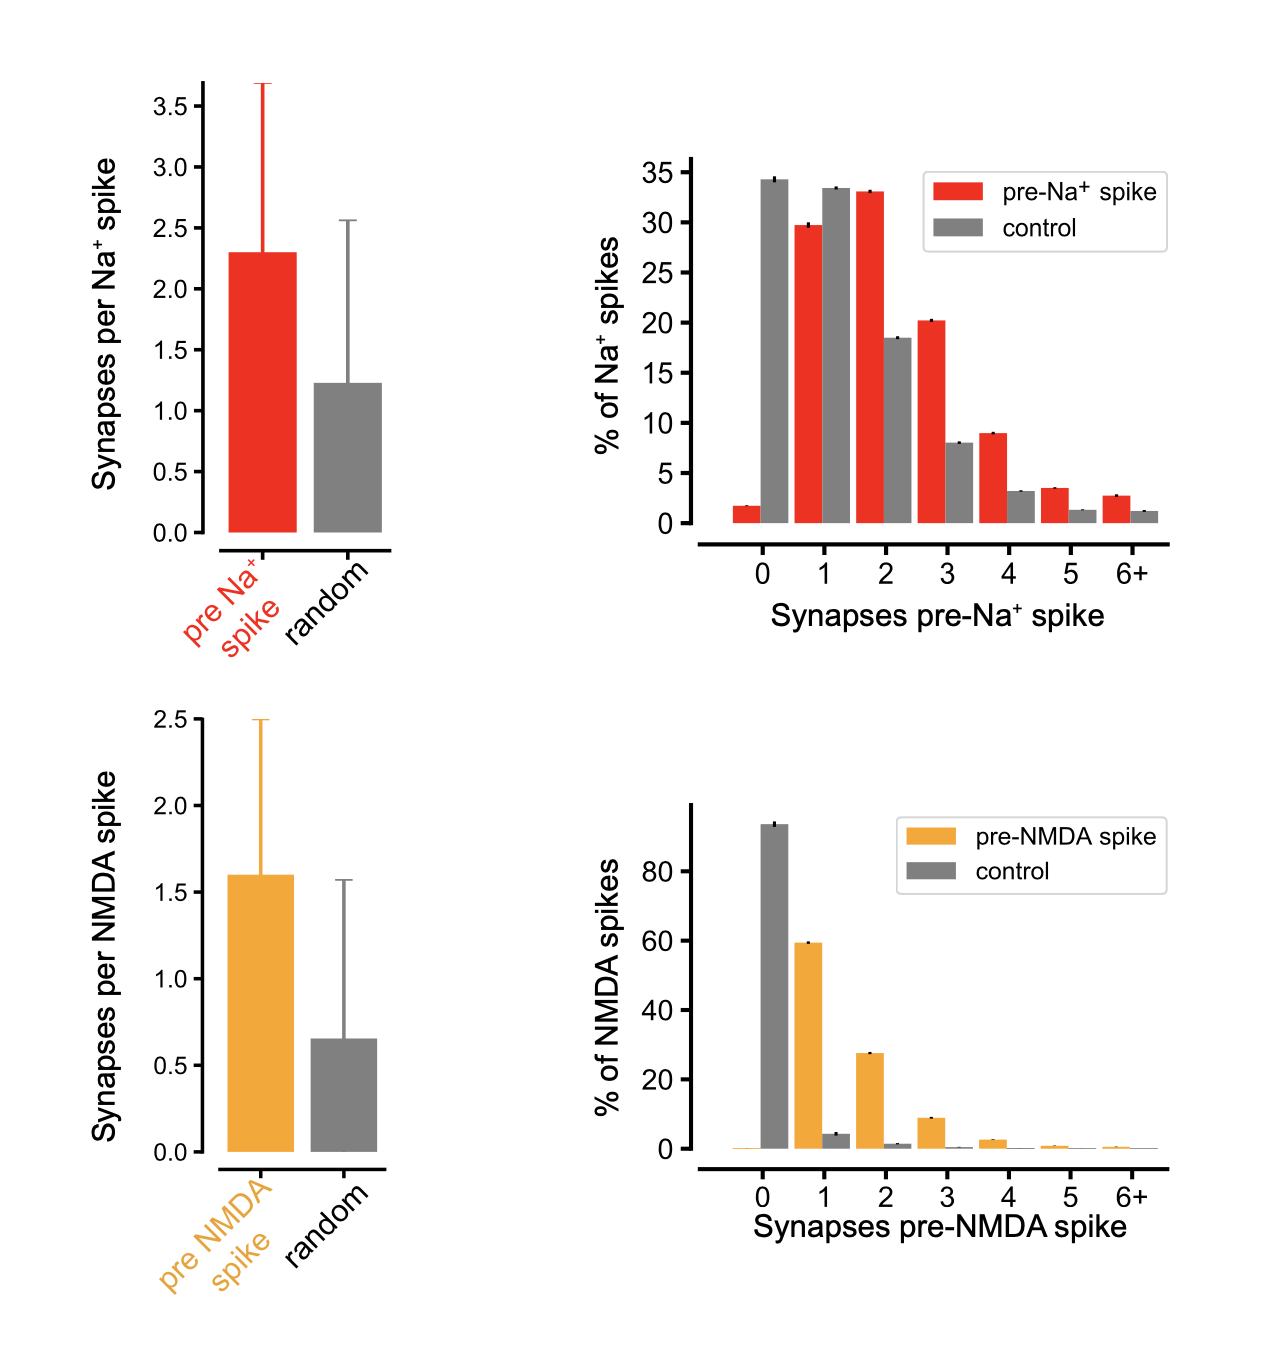 Synapses per Na⁺ spike
3.5
3.0
2.5
2.0
1.5
1.0
0.5
0.0
pre Na⁺
spike
random
% of Na⁺ spikes
35
30
25
20
15
10
5
0
pre-Na⁺ spike
control
0 1 2 3 4 5 6+
Synapses pre-Na⁺ spike
Synapses per NMDA spike
2.5
2.0
1.5
1.0
0.5
0.0
pre NMDA
spike
random
% of NMDA spikes
80
60
40
20
0
pre-NMDA spike
control
0 1 2 3 4 5 6+
Synapses pre-NMDA spike